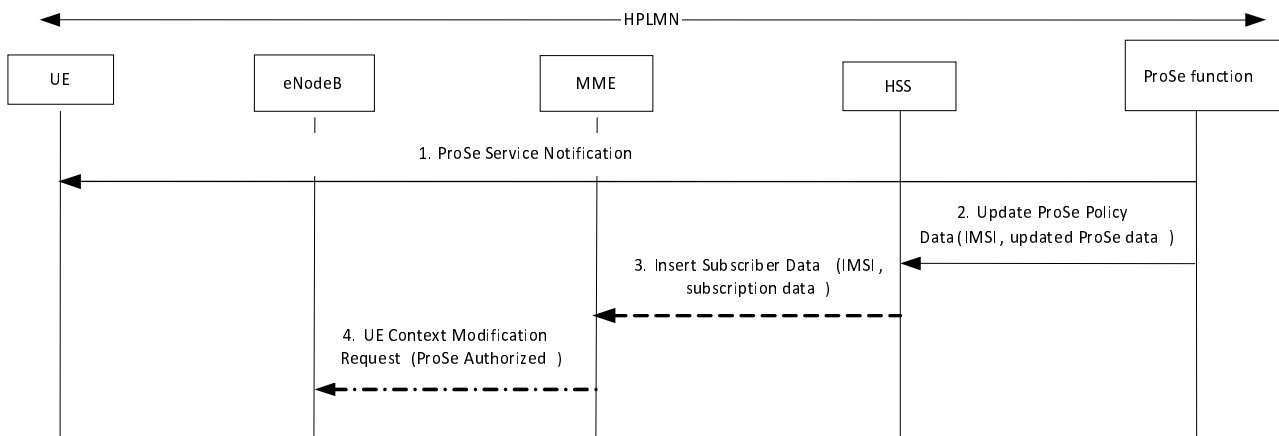 HPLMN
UE
eNodeB
MME
HSS
ProSe function
1. ProSe Service Notification
2. Update ProSe Policy
Data(IMSI, updated ProSe data )
3. Insert Subscriber Data (IMSI,
subscription data )
4. UE Context Modification
Request (ProSe Authorized )